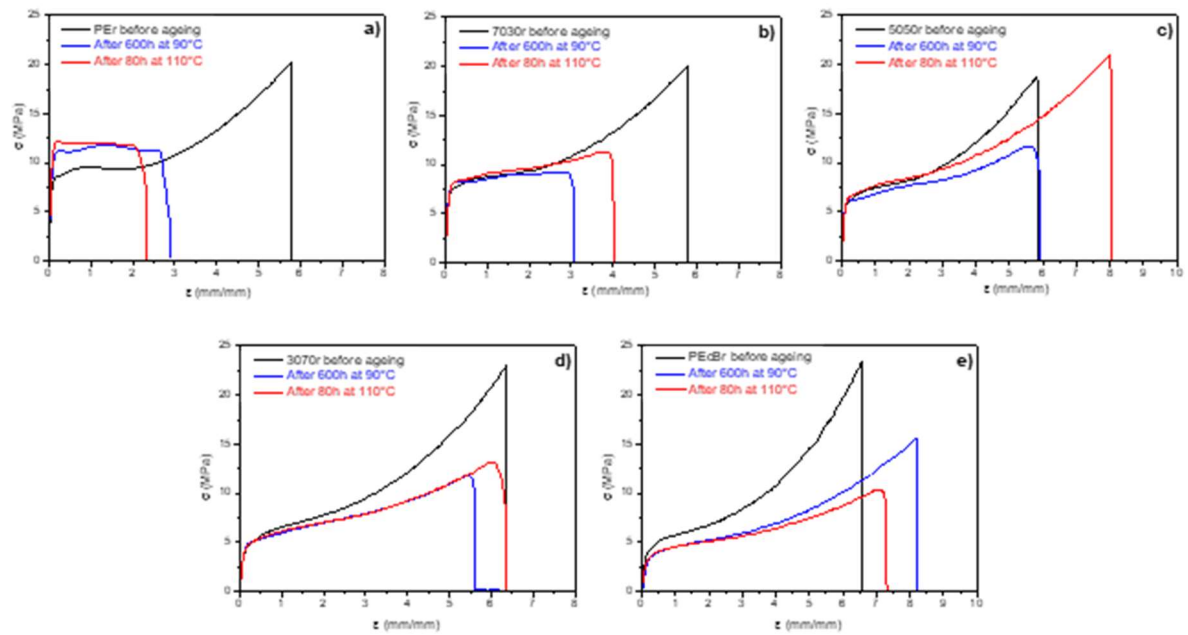 25
20
15
10
5
0
σ (MPa)
PEr before ageing
After 600h at 90°C
After 80h at 110°C
a)
0 1 2 3 4 5 6 7 8
ε (mm/mm)
25
20
15
10
5
0
σ (MPa)
7030r before ageing
After 600h at 90°C
After 80h at 110°C
b)
0 1 2 3 4 5 6 7 8
ε (mm/mm)
25
20
15
10
5
0
σ (MPa)
5050r before ageing
After 600h at 90°C
After 80h at 110°C
c)
0 1 2 3 4 5 6 7 8 9 10
ε (mm/mm)
25
20
15
10
5
0
σ (MPa)
3070r before ageing
After 600h at 90°C
After 80h at 110°C
d)
0 1 2 3 4 5 6 7 8
ε (mm/mm)
25
20
15
10
5
0
σ (MPa)
PEcBr before ageing
After 600h at 90°C
After 80h at 110°C
e)
0 1 2 3 4 5 6 7 8 9 10
ε (mm/mm)